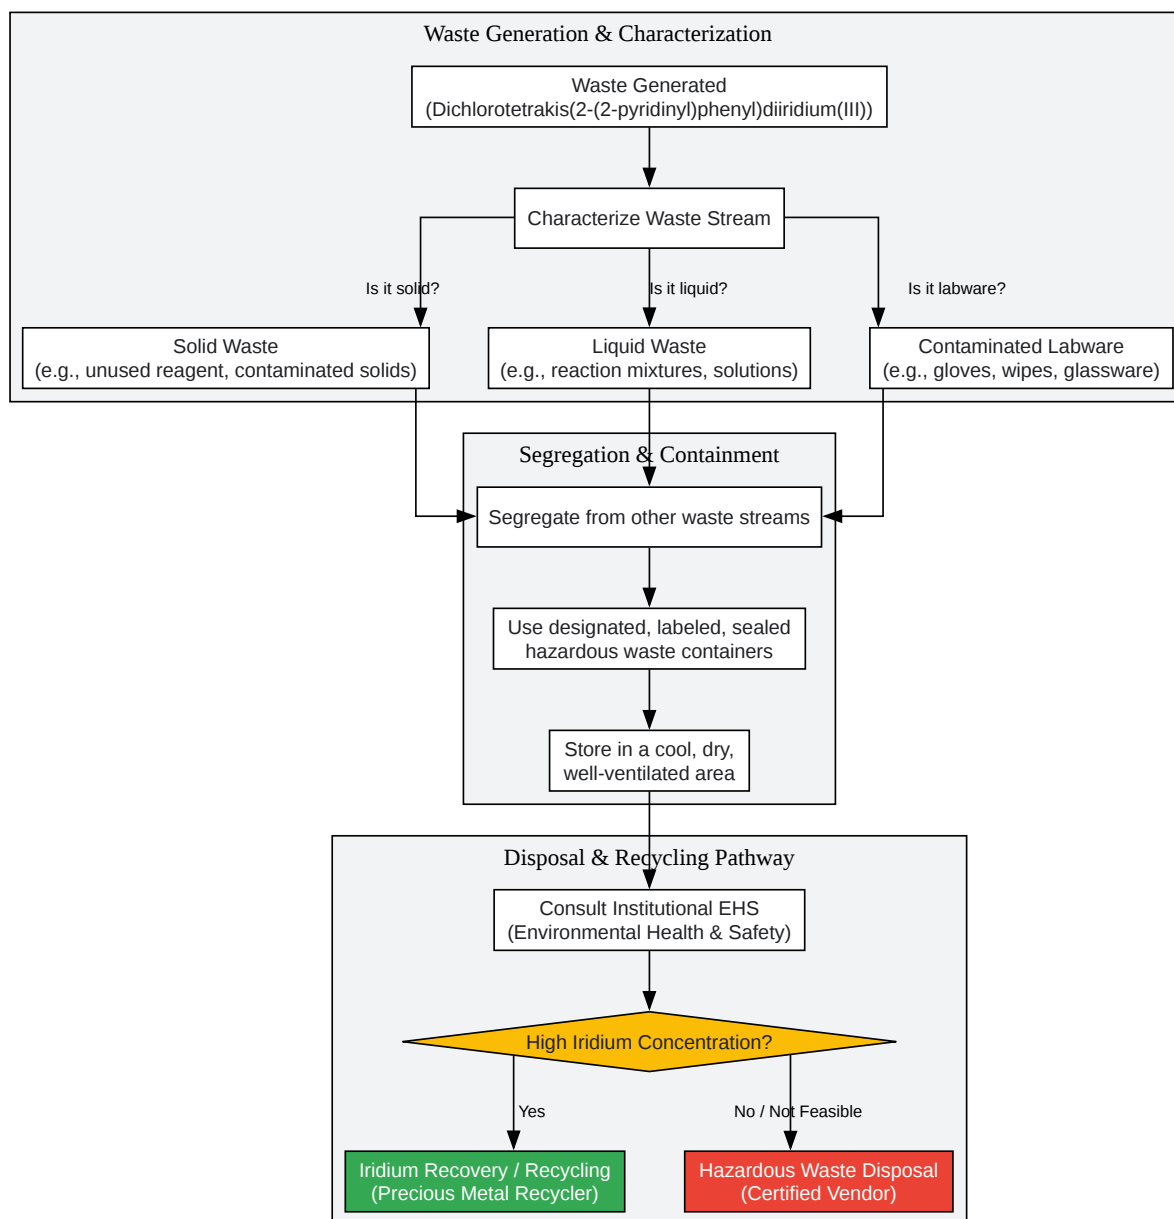 Waste Generation & Characterization
Waste Generated
(Dichlorotetrakis(2-(2-pyridinyl)phenyl)diiridium(III))
Characterize Waste Stream
Is it solid?
Is it liquid?
Is it labware?
Solid Waste
(e.g., unused reagent, contaminated solids)
Liquid Waste
(e.g., reaction mixtures, solutions)
Contaminated Labware
(e.g., gloves, wipes, glassware)
Segregation & Containment
Segregate from other waste streams
Use designated, labeled, sealed
hazardous waste containers
Store in a cool, dry,
well-ventilated area
Disposal & Recycling Pathway
Consult Institutional EHS
(Environmental Health & Safety)
High Iridium Concentration?
Yes
No / Not Feasible
Iridium Recovery / Recycling
(Precious Metal Recycler)
Hazardous Waste Disposal
(Certified Vendor)